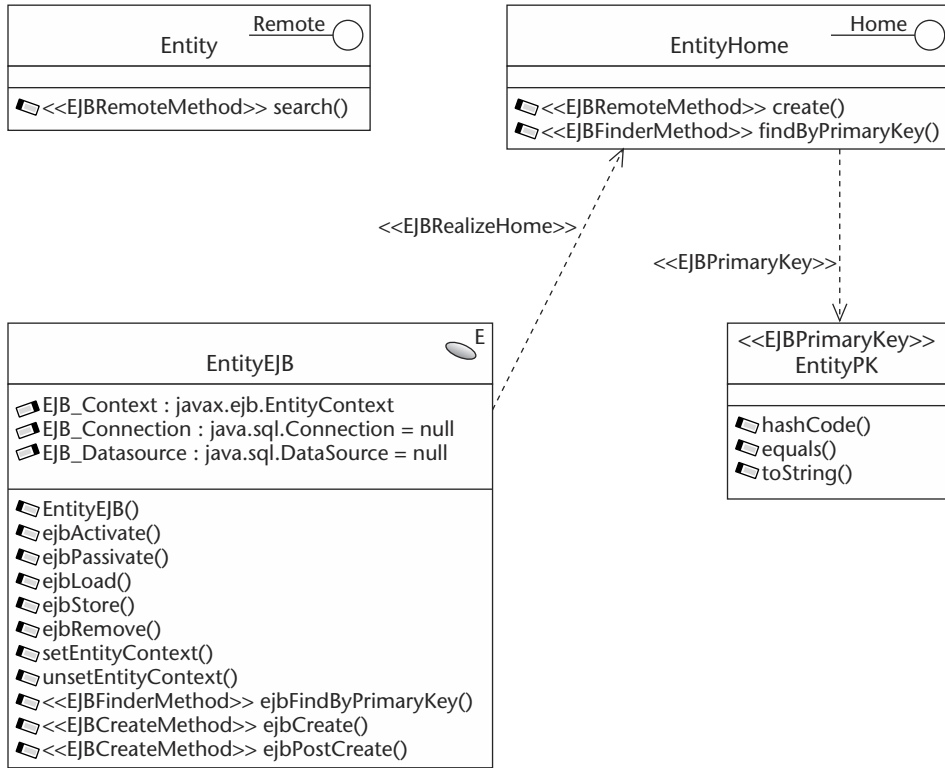 Remote
Entity
<<EJBRemoteMethod>> search()
Home
EntityHome
<<EJBRemoteMethod>> create()
<<EJBFinderMethod>> findByPrimaryKey()
<<EJBRealizeHome>>
<<EJBPrimaryKey>>
E
EntityEJB
EJB_Context : javax.ejb.EntityContext
EJB_Connection : java.sql.Connection = null
EJB_Datasource : java.sql.DataSource = null
EntityEJB()
ejbActivate()
ejbPassivate()
ejbLoad()
ejbStore()
ejbRemove()
setEntityContext()
unsetEntityContext()
<<EJBFinderMethod>> ejbFindByPrimaryKey()
<<EJBCreateMethod>> ejbCreate()
<<EJBCreateMethod>> ejbPostCreate()
<<EJBPrimaryKey>>
EntityPK
hashCode()
equals()
toString()